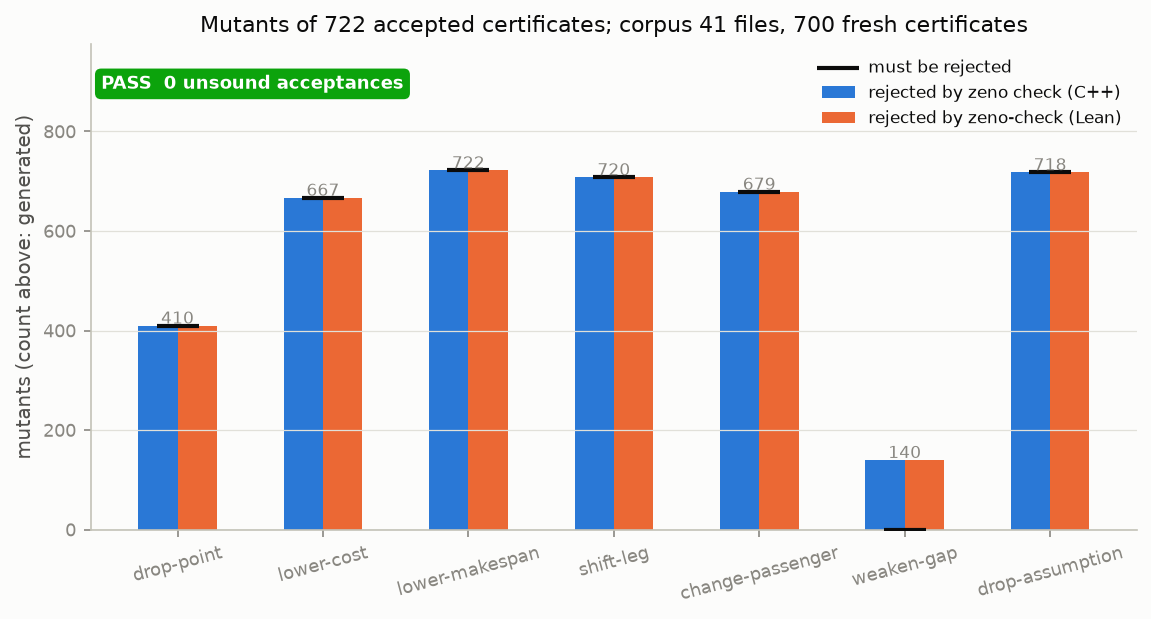 Mutants of 722 accepted certificates; corpus 41 files, 700 fresh certificates
PASS  0 unsound acceptances
must be rejected
rejected by zeno check (C++)
rejected by zeno-check (Lean)
mutants (count above: generated)
800
600
400
200
0
410
667
722
720
679
140
718
drop-point
lower-cost
lower-makespan
shift-leg
change-passenger
weaken-gap
drop-assumption